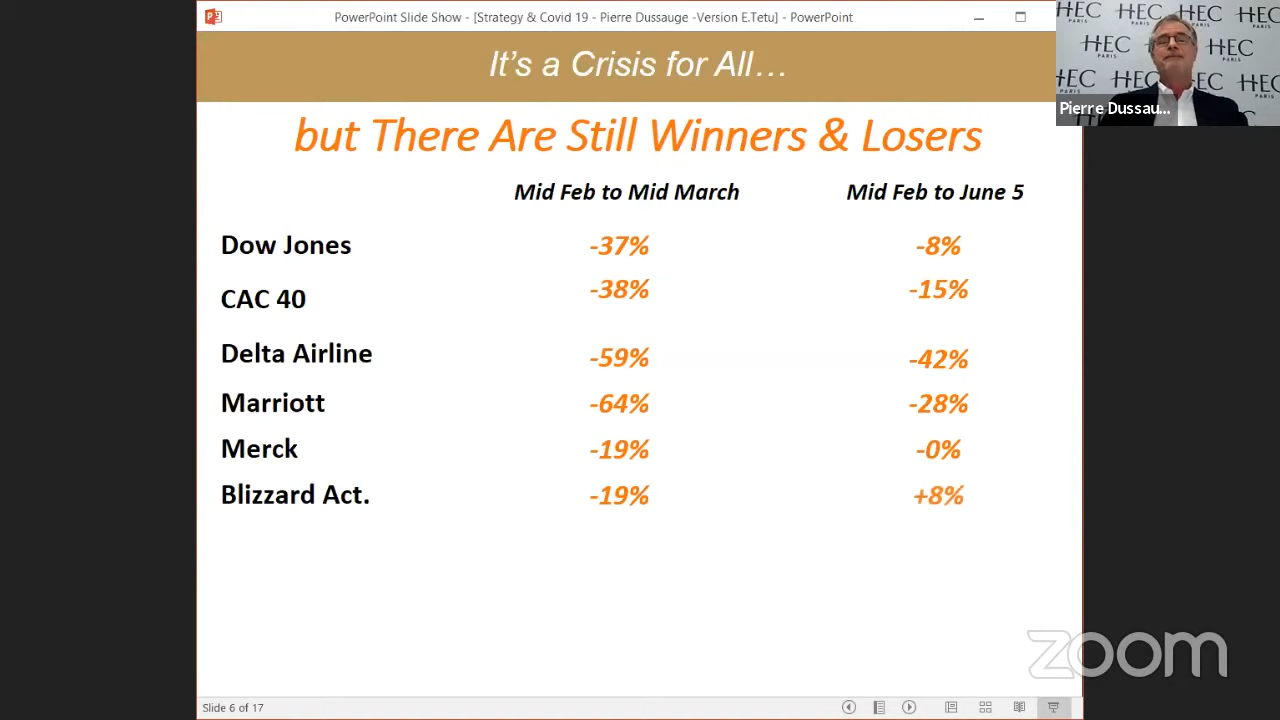 PowerPoint Slide Show - [Strategy & Covid 19 - Pierre Dussauge -Version E.Tetu] - PowerPoint
It's a Crisis for All…
but There Are Still Winners & Losers
Mid Feb to Mid March Mid Feb to June 5
Dow Jones -37% -8%
CAC 40 -38% -15%
Delta Airline -59% -42%
Marriott -64% -28%
Merck -19% -0%
Blizzard Act. -19% +8%
HEC PARIS
Pierre Dussau...
zoom
Slide 6 of 17